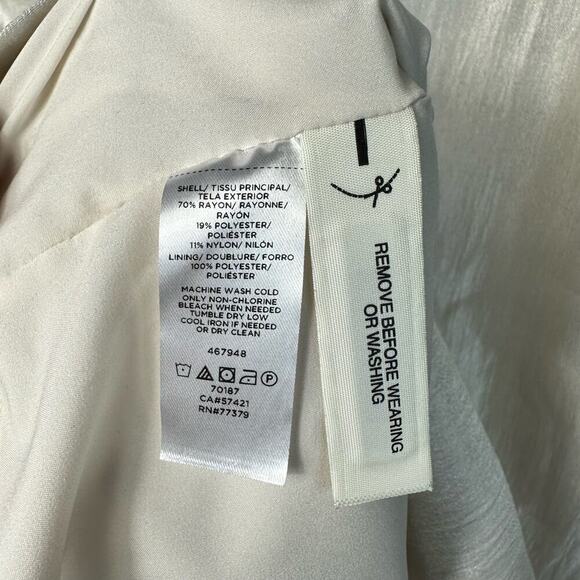 SHELL/ TISSU PRINCIPAL/
TELA EXTERIOR
70% RAYON/ RAYONNE/
RAYÓN
19% POLYESTER/
POLIÉSTER
11% NYLON/ NILÓN
LINING/ DOUBLURE/ FORRO
100% POLYESTER/
POLIÉSTER
MACHINE WASH COLD
ONLY NON-CHLORINE
BLEACH WHEN NEEDED
TUMBLE DRY LOW
COOL IRON IF NEEDED
OR DRY CLEAN
467948
70187
CA#57421
RN#77379
REMOVE BEFORE WEARING
OR WASHING